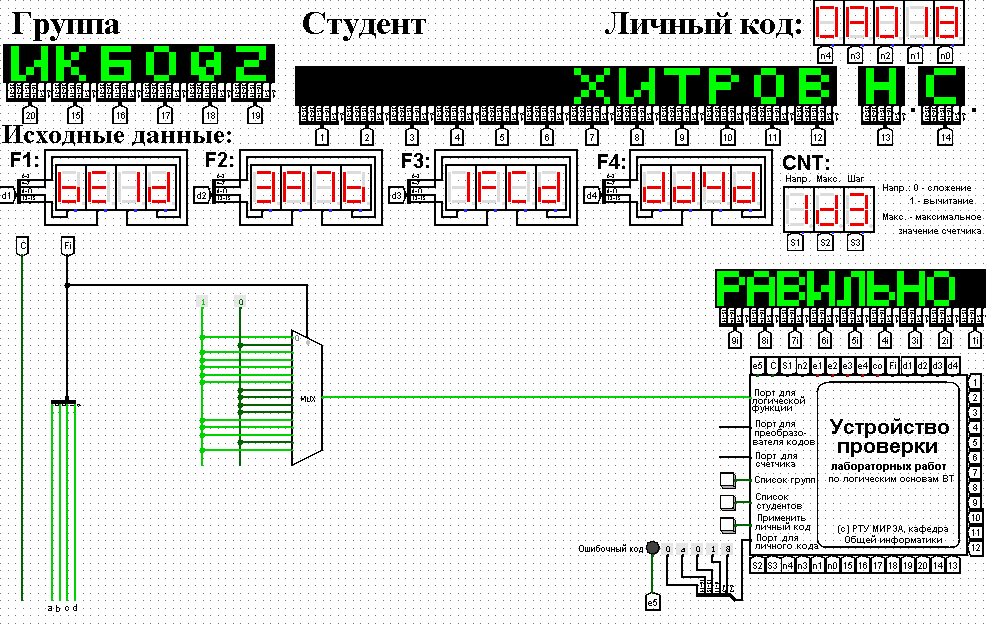 Группа Студент Личный код: 0A018
n4 n3 n2 n1 n0
ИКБО02 ХИТРОВ Н.С.
20 15 16 17 18 19 1 2 3 4 5 6 7 8 9 10 11 12 13 14
Исходные данные:
F1: F2: F3: F4: CNT:
d1 bE1d d2 3A7b d3 1FCd d4 dd4d
Напр. Макс. Шаг
1d3
S1 S2 S3
Напр.: 0 - сложение
1 - вычитание
Макс. - максимальное
значение счетчика
C Fi
РАВИЛЬНО
9i 8i 7i 6i 5i 4i 3i 2i 1i
1 0
MUX
e5 C S1 n2 e1 e2 e3 e4 co Fi d1 d2 d3 d4
Порт для
логической
функции
Порт для
преобразо-
вателя кодов
Порт для
счетчика
Список групп
Список
студентов
Применить
личный код
Порт для
личного кода
Устройство
проверки
лабораторных работ
по логическим основам ВТ
(с) РТУ МИРЭА, кафедра
Общей информатики
1
2
3
4
5
6
7
8
9
10
11
12
Ошибочный код
e5
S2 S3 n4 n3 n1 n0 15 16 17 18 19 20 14 13
a b c d